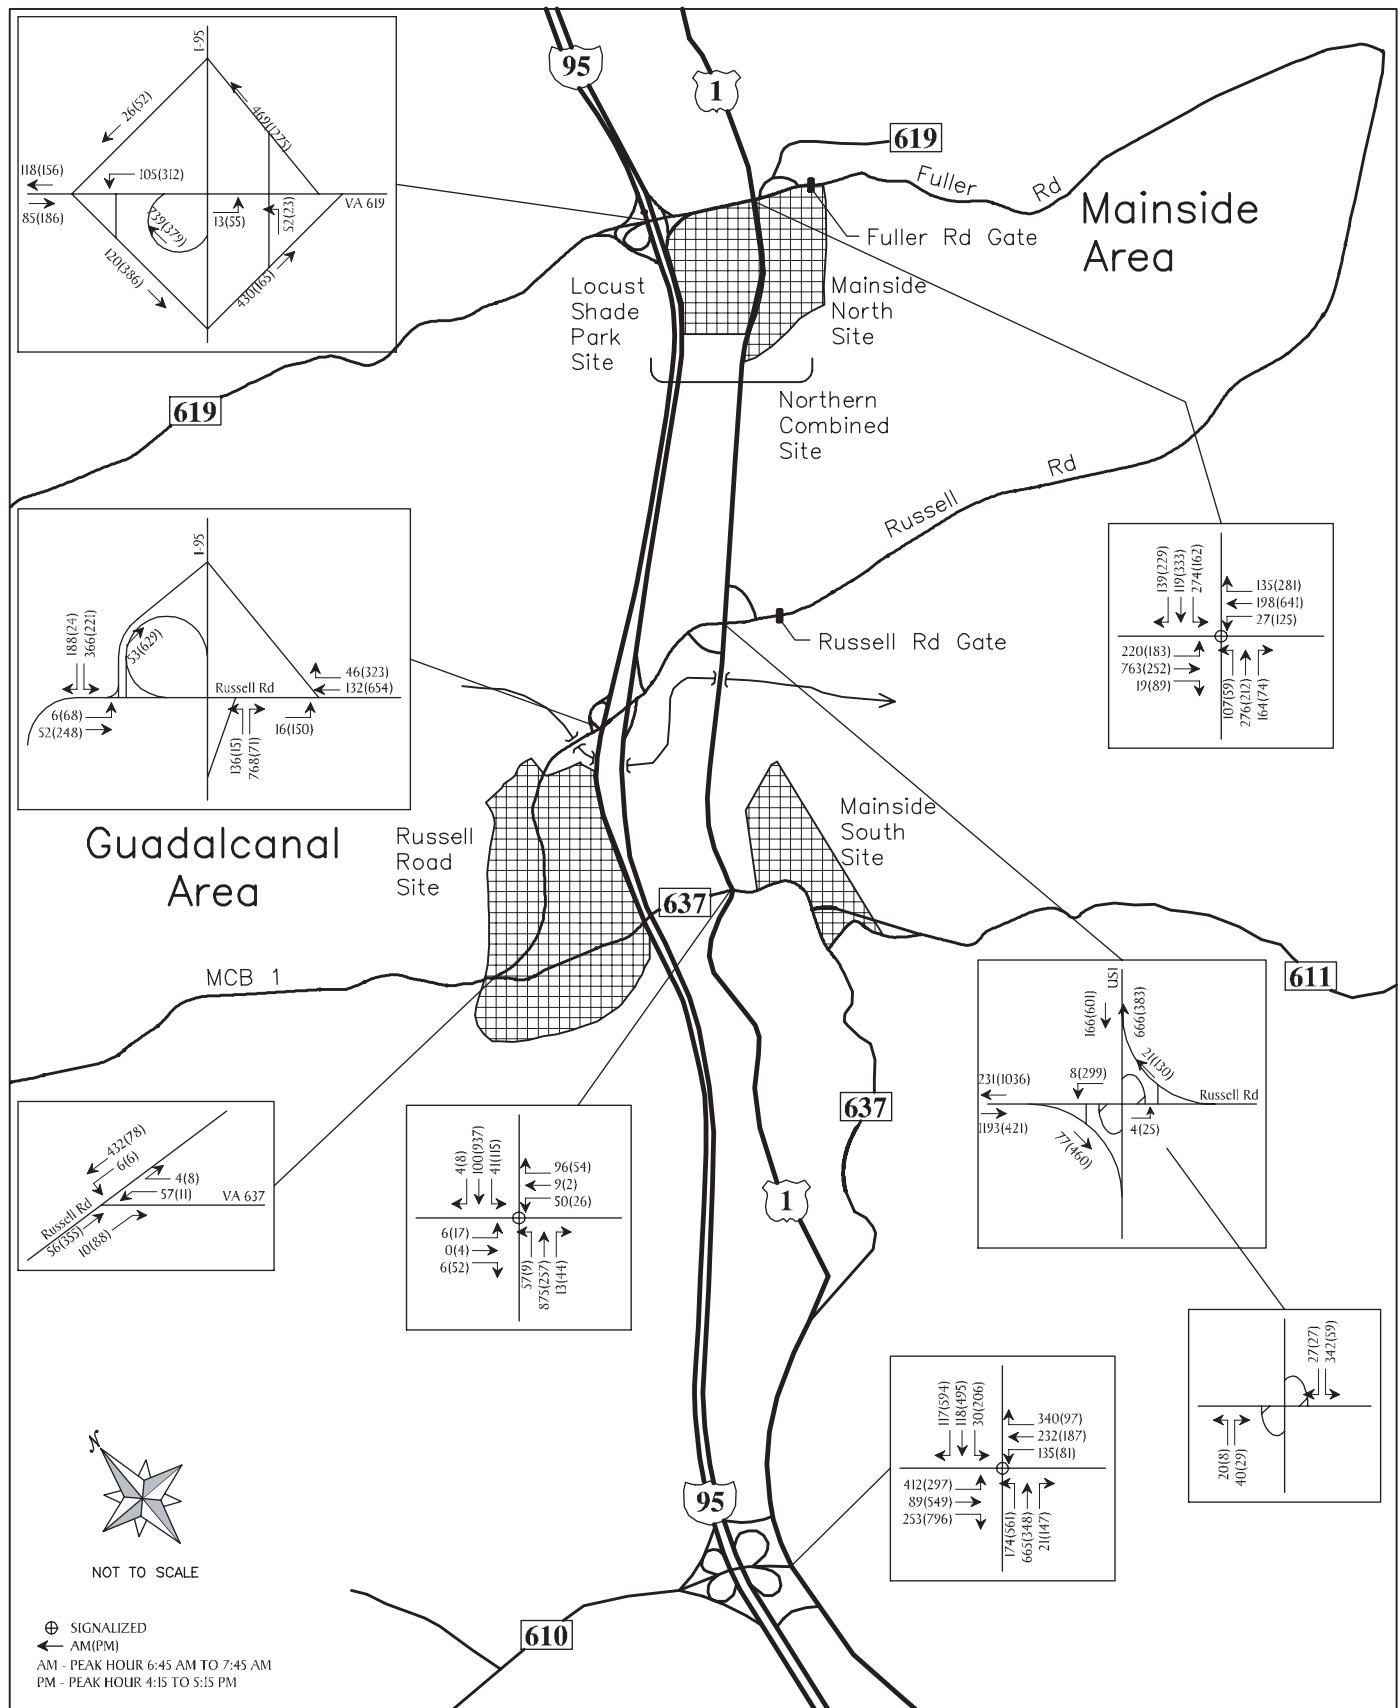 I-95
26(52)
469(1275)
118(156)
105(312)
85(186)
739(379)
13(55)
52(23)
VA 619
120(386)
430(165)
95
1
619
Fuller
Rd
Mainside
Area
Fuller Rd Gate
Locust
Shade
Park
Site
Mainside
North
Site
619
Northern
Combined
Site
Rd
Russell
Russell Rd Gate
139(229)
119(333)
274(162)
135(281)
198(641)
27(125)
220(183)
763(252)
19(89)
107(59)
276(212)
164(74)
I-95
188(24)
366(221)
53(629)
Russell Rd
46(323)
132(654)
6(68)
52(248)
136(15)
768(71)
16(150)
Guadalcanal
Area
Russell
Road
Site
Mainside
South
Site
637
MCB 1
611
US1
166(601)
666(383)
21(130)
231(1036)
8(299)
Russell Rd
1193(421)
4(25)
77(460)
637
432(78)
6(6)
4(8)
57(11)
VA 637
Russell Rd
56(355)
10(88)
4(8)
100(937)
41(115)
96(54)
9(2)
50(26)
6(17)
0(4)
6(52)
57(9)
875(257)
13(44)
1
27(27)
342(59)
20(8)
40(29)
117(594)
118(495)
30(206)
340(97)
232(187)
135(81)
412(297)
89(549)
253(796)
174(561)
665(348)
21(147)
N
NOT TO SCALE
95
610
SIGNALIZED
AM(PM)
AM - PEAK HOUR 6:45 AM TO 7:45 AM
PM - PEAK HOUR 4:15 TO 5:15 PM